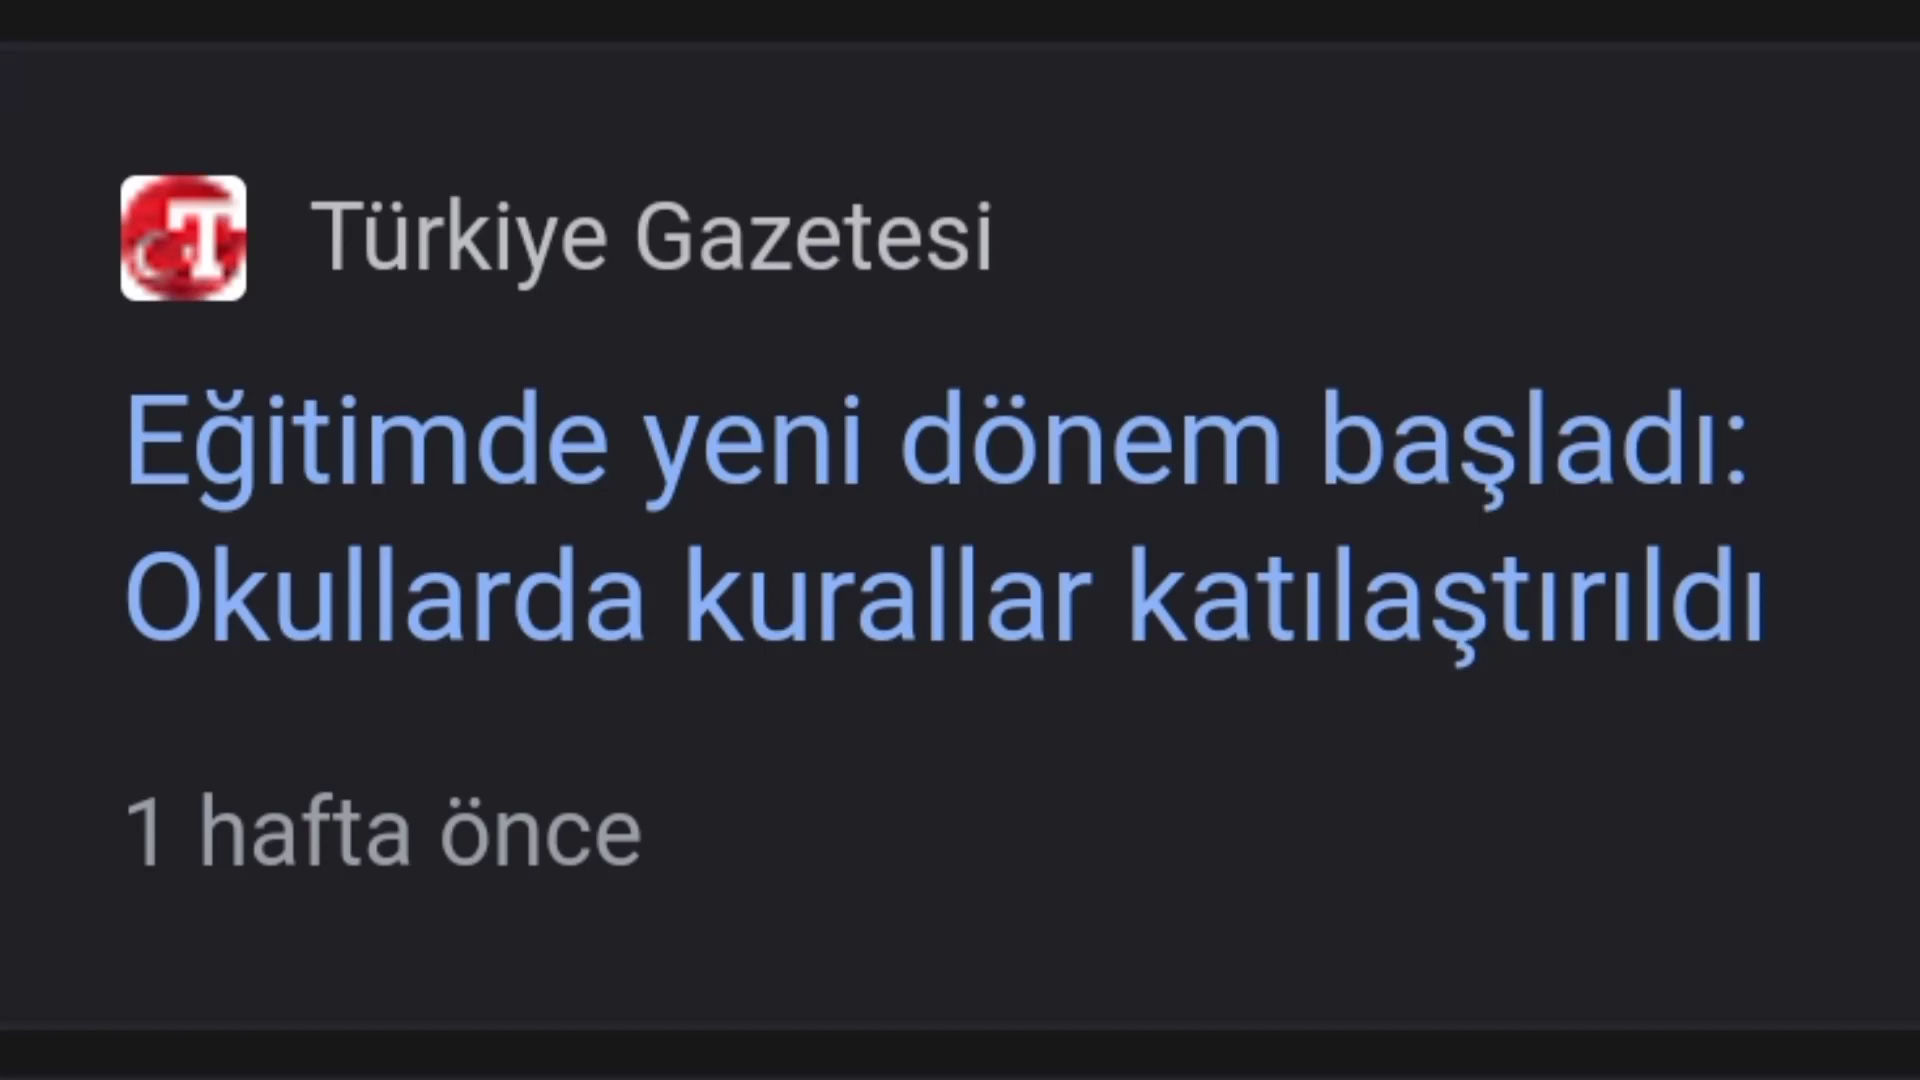 Türkiye Gazetesi
Eğitimde yeni dönem başladı:
Okullarda kurallar katılaştırıldı
1 hafta önce